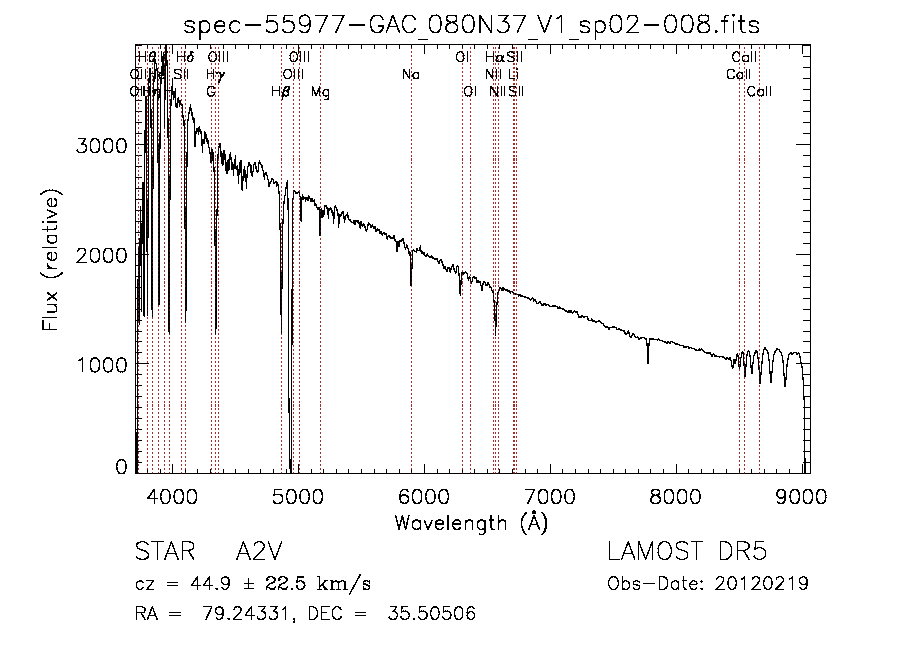 spec-55977-GAC_080N37_V1_sp02-008.fits
Hδ OIII OIII OI Hα SII CaII
SII Hγ OIII Na NII Li CaII
G Hβ Mg OI NII SII CaII
3000
2000
1000
0
Flux (relative)
4000 5000 6000 7000 8000 9000
Wavelength (Å)
STAR A2V LAMOST DR5
cz = 44.9 ± 22.5 km/s Obs-Date: 20120219
RA = 79.24331, DEC = 35.50506